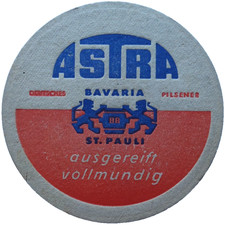 ASTRA
DEUTSCHES PILSENER
BAVARIA
ST. PAULI
ausgereift
vollmundig